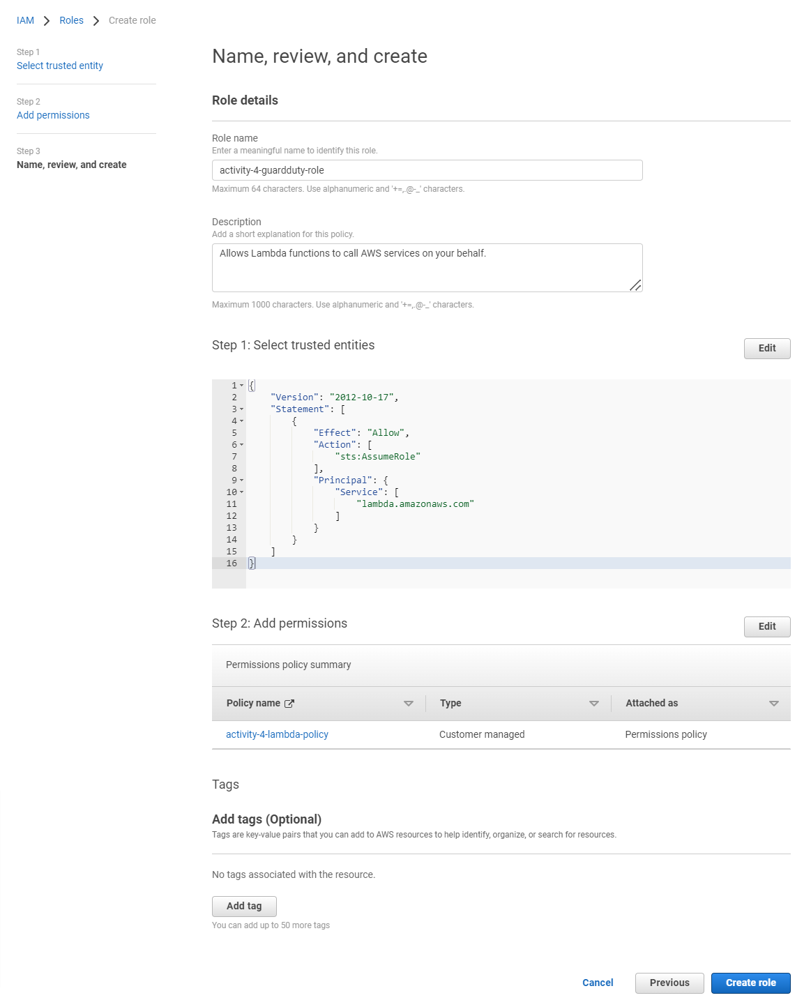 IAM > Roles > Create role
Step 1
Select trusted entity
Step 2
Add permissions
Step 3
Name, review, and create
Name, review, and create
Role details
Role name
Enter a meaningful name to identify this role.
activity-4-guardduty-role
Maximum 64 characters. Use alphanumeric and '+=,.@-_' characters.
Description
Add a short explanation for this policy.
Allows Lambda functions to call AWS services on your behalf.
Maximum 1000 characters. Use alphanumeric and '+=,.@-_' characters.
Step 1: Select trusted entities
Edit
1 {
2     "Version": "2012-10-17",
3     "Statement": [
4         {
5             "Effect": "Allow",
6             "Action": [
7                 "sts:AssumeRole"
8             ],
9             "Principal": {
10                 "Service": [
11                     "lambda.amazonaws.com"
12                 ]
13             }
14         }
15     ]
16 }
Step 2: Add permissions
Edit
Permissions policy summary
Policy name Type Attached as
activity-4-lambda-policy Customer managed Permissions policy
Tags
Add tags (Optional)
Tags are key-value pairs that you can add to AWS resources to help identify, organize, or search for resources.
No tags associated with the resource.
Add tag
You can add up to 50 more tags
Cancel Previous Create role